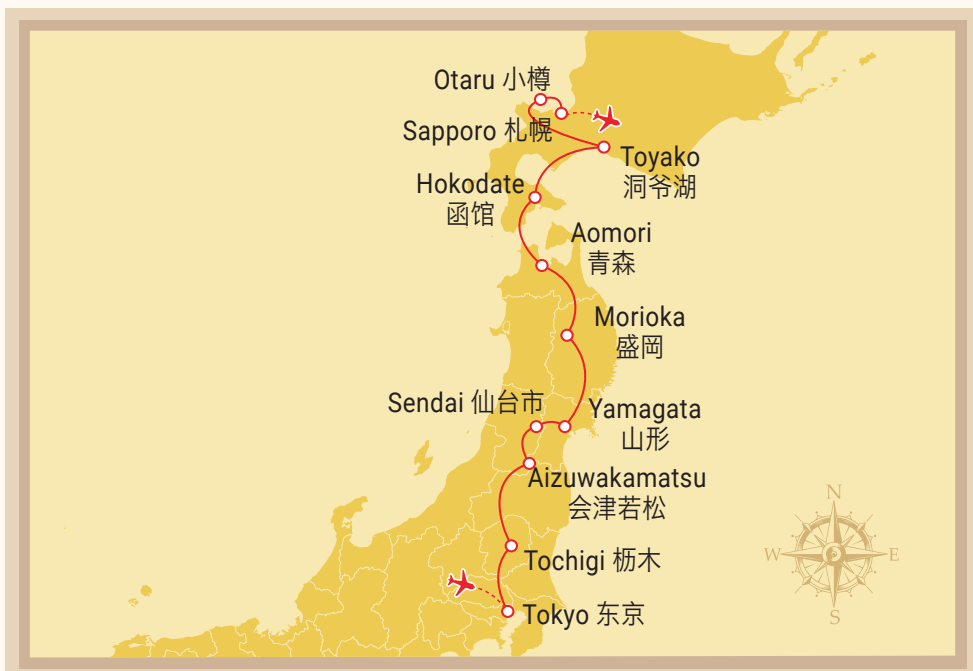 Otaru 小樽
Sapporo 札幌
Toyako
洞爷湖
Hokodate
函馆
Aomori
青森
Morioka
盛岡
Sendai 仙台市
Yamagata
山形
Aizuwakamatsu
会津若松
N
W
E
S
Tochigi 枥木
Tokyo 东京